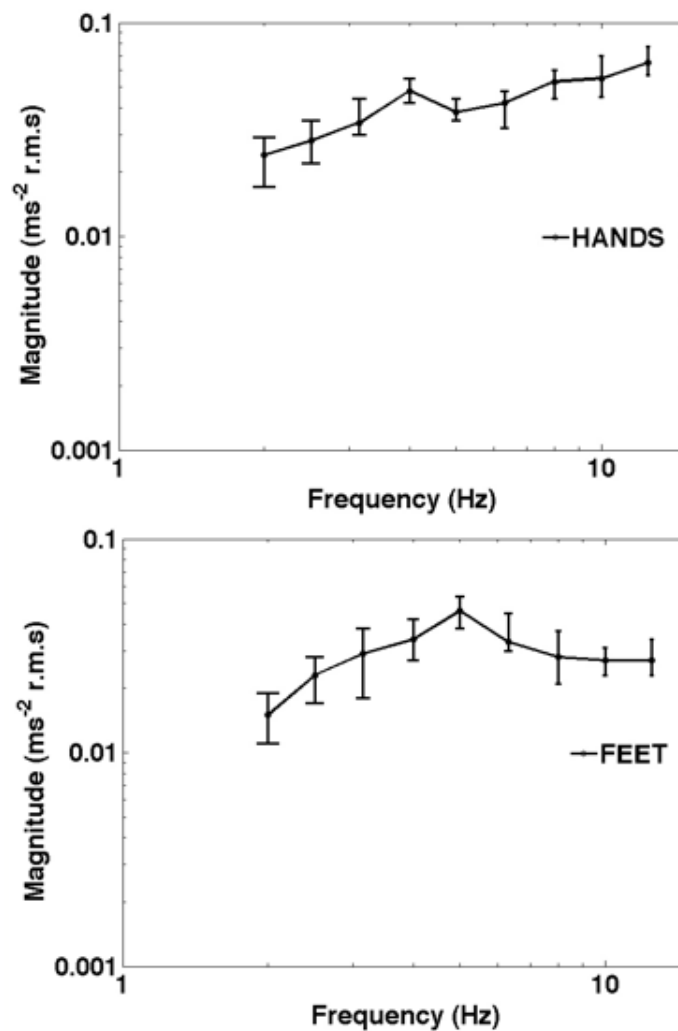 0.1
0.01
0.001
Magnitude (ms⁻² r.m.s)
HANDS
1
10
Frequency (Hz)
0.1
0.01
0.001
Magnitude (ms⁻² r.m.s)
FEET
1
10
Frequency (Hz)